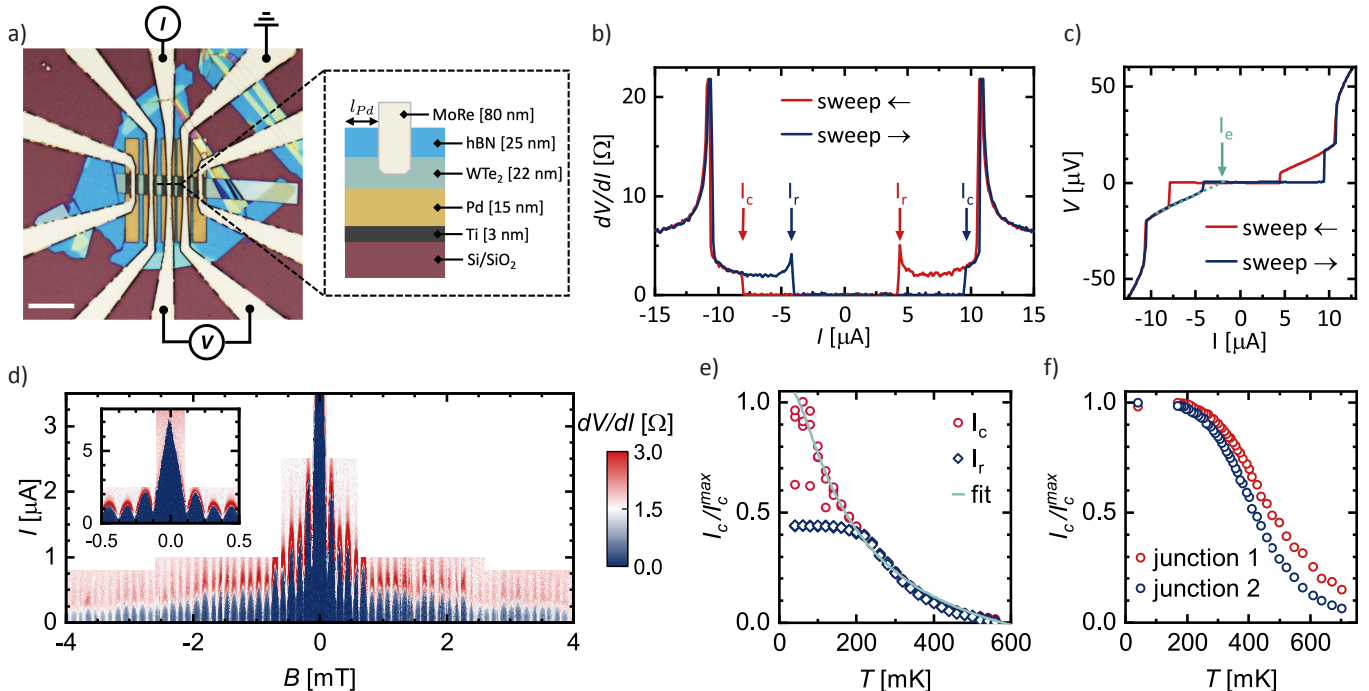 a)
I
V
l_Pd
MoRe [80 nm]
hBN [25 nm]
WTe₂ [22 nm]
Pd [15 nm]
Ti [3 nm]
Si/SiO₂
b)
dV/dI [Ω]
20
10
0
sweep ←
sweep →
I_c
I_r
I_r
I_c
-15
-10
-5
0
5
10
15
I [µA]
c)
V [µV]
50
0
-50
I_e
sweep ←
sweep →
-10
-5
0
5
10
I [µA]
d)
I [µA]
3
2
1
0
5
0
-0.5
0.0
0.5
dV/dI [Ω]
3.0
1.5
0.0
-4
-2
0
2
4
B [mT]
e)
I_c/I_c^max
1.0
0.5
0.0
I_c
I_r
fit
0
200
400
600
T [mK]
f)
I_c/I_c^max
1.0
0.5
0.0
junction 1
junction 2
0
200
400
600
T [mK]